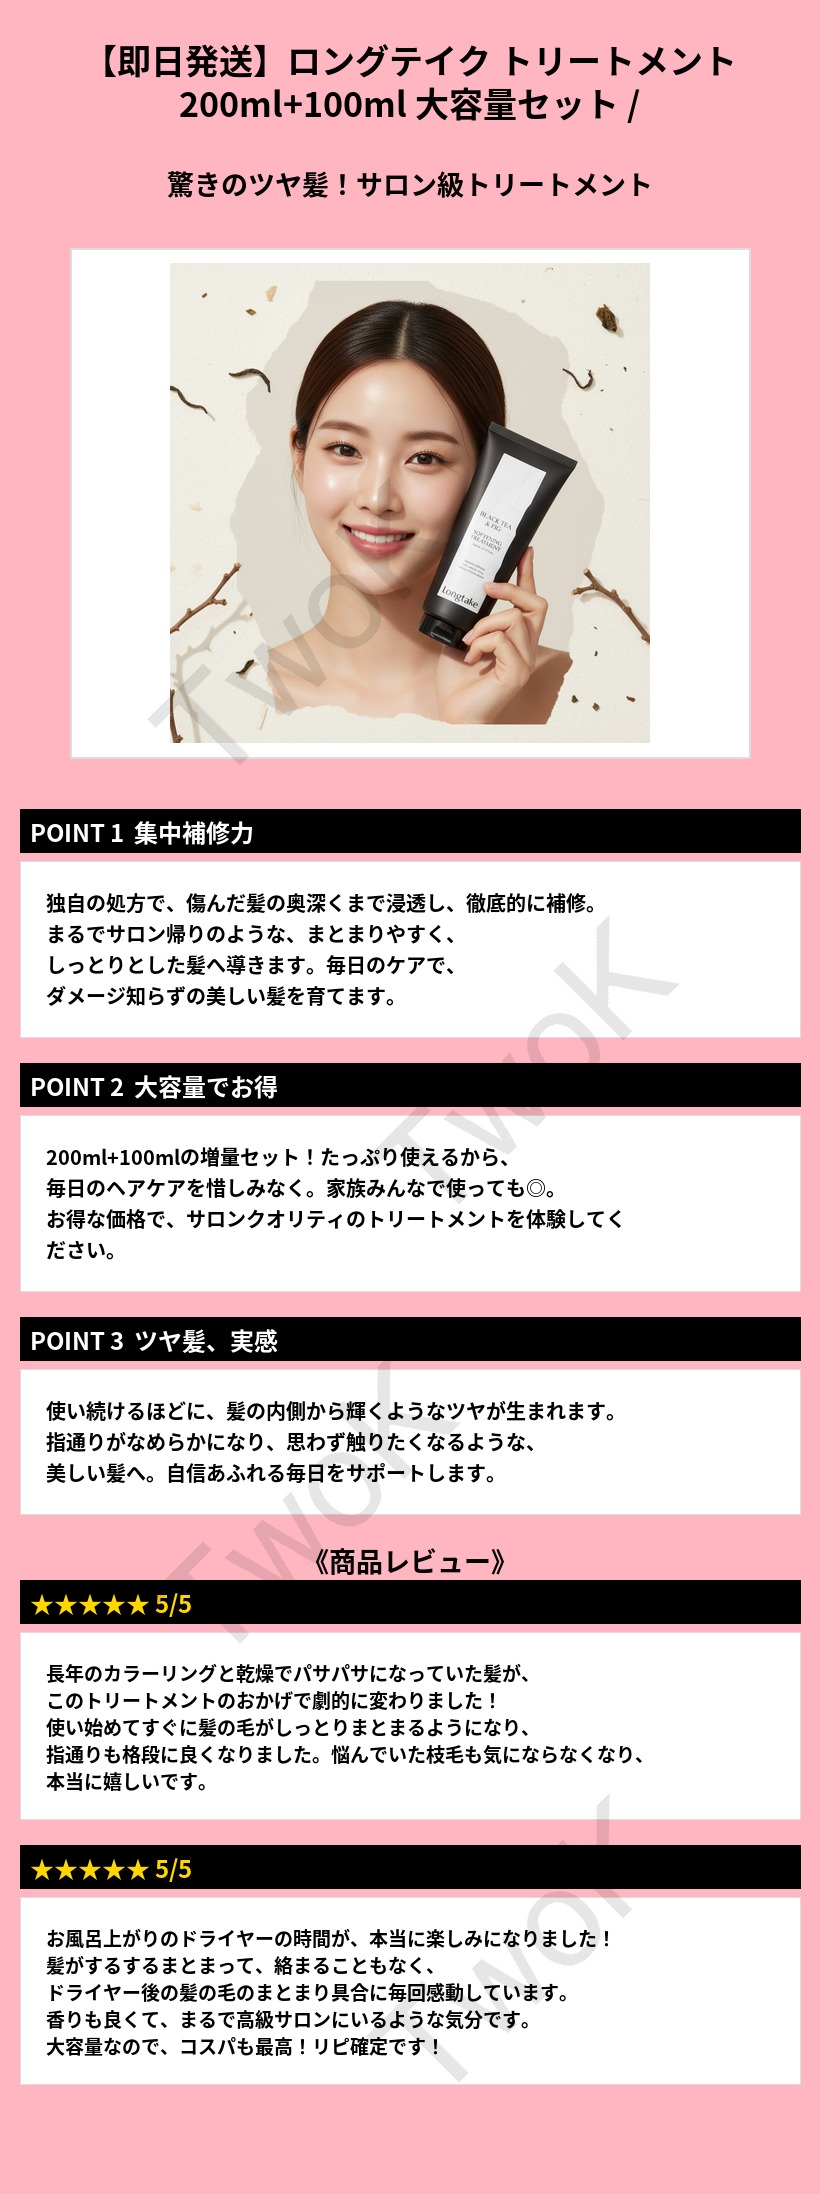 【即日発送】ロングテイク トリートメント
200ml+100ml 大容量セット /
驚きのツヤ髪！サロン級トリートメント
BLACK TEA
& FIG
SOFTENING
TREATMENT
Longtake
TwoK
POINT 1 集中補修力
独自の処方で、傷んだ髪の奥深くまで浸透し、徹底的に補修。
まるでサロン帰りのような、まとまりやすく、
しっとりとした髪へ導きます。毎日のケアで、
ダメージ知らずの美しい髪を育てます。
TwoK
POINT 2 大容量でお得
200ml+100mlの増量セット！たっぷり使えるから、
毎日のヘアケアを惜しみなく。家族みんなで使っても◎。
お得な価格で、サロンクオリティのトリートメントを体験してく
ださい。
POINT 3 ツヤ髪、実感
使い続けるほどに、髪の内側から輝くようなツヤが生まれます。
指通りがなめらかになり、思わず触りたくなるような、
美しい髪へ。自信あふれる毎日をサポートします。
TwoK
《商品レビュー》
★★★★★ 5/5
長年のカラーリングと乾燥でパサパサになっていた髪が、
このトリートメントのおかげで劇的に変わりました！
使い始めてすぐに髪の毛がしっとりまとまるようになり、
指通りも格段に良くなりました。悩んでいた枝毛も気にならなくなり、
本当に嬉しいです。
★★★★★ 5/5
お風呂上がりのドライヤーの時間が、本当に楽しみになりました！
髪がするするまとまって、絡まることもなく、
ドライヤー後の髪の毛のまとまり具合に毎回感動しています。
香りも良くて、まるで高級サロンにいるような気分です。
大容量なので、コスパも最高！リピ確定です！
TwoK